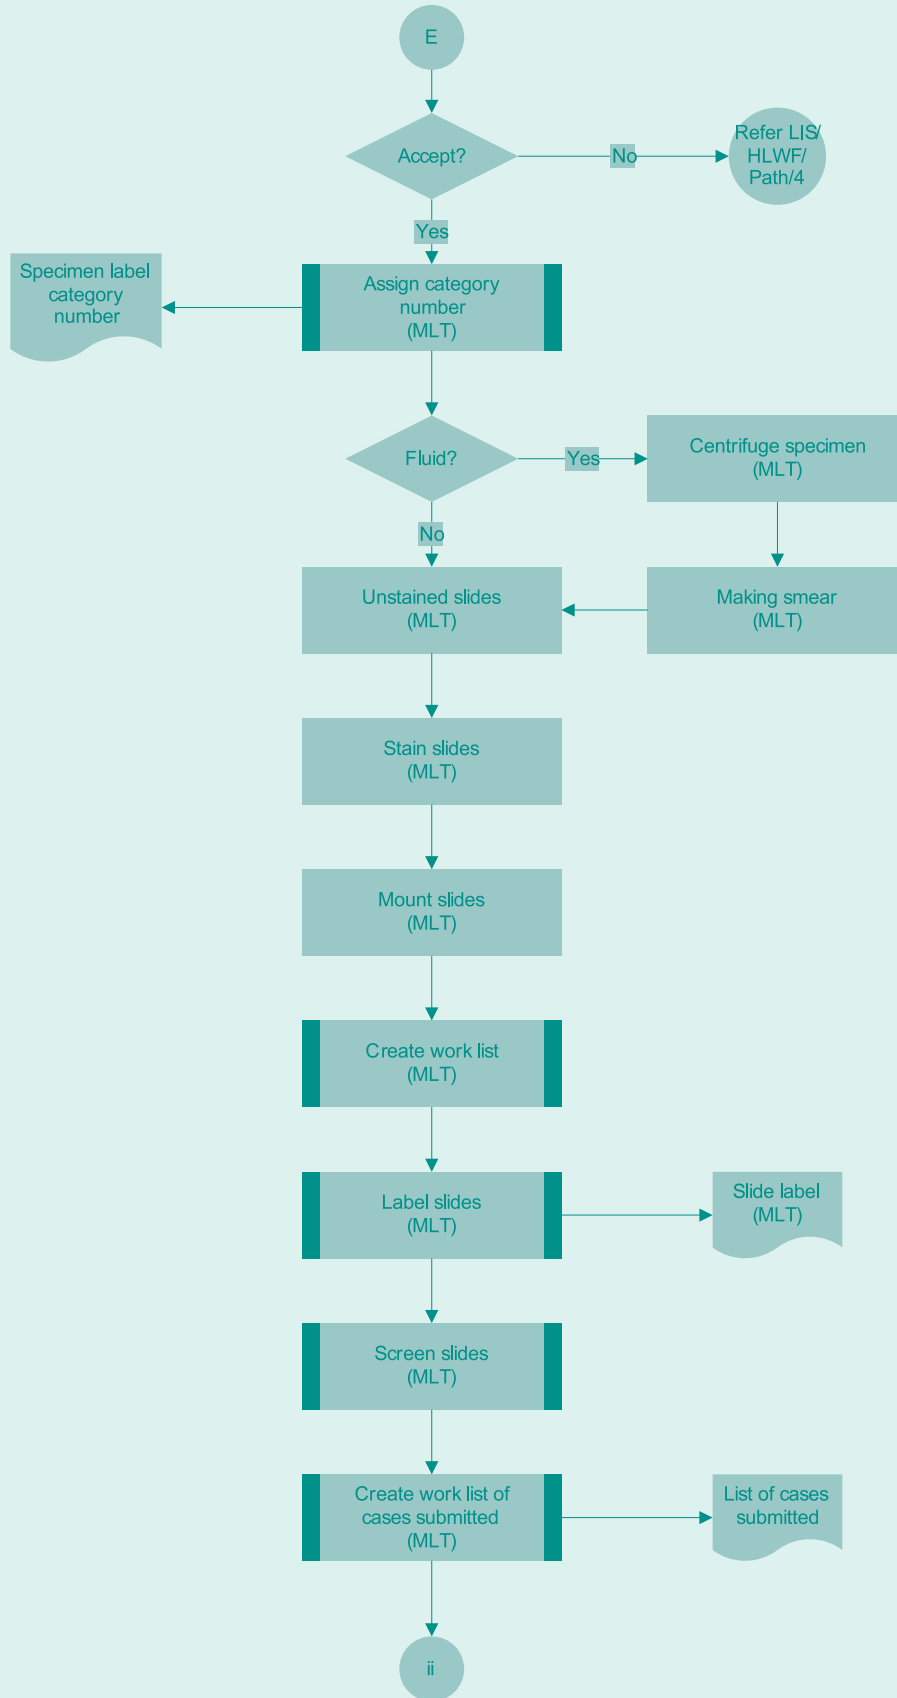 E
Accept?
No
Refer LIS/
HLWF/
Path/4
Yes
Specimen label
category
number
Assign category
number
(MLT)
Fluid?
Yes
Centrifuge specimen
(MLT)
No
Unstained slides
(MLT)
Making smear
(MLT)
Stain slides
(MLT)
Mount slides
(MLT)
Create work list
(MLT)
Label slides
(MLT)
Slide label
(MLT)
Screen slides
(MLT)
Create work list of
cases submitted
(MLT)
List of cases
submitted
ii